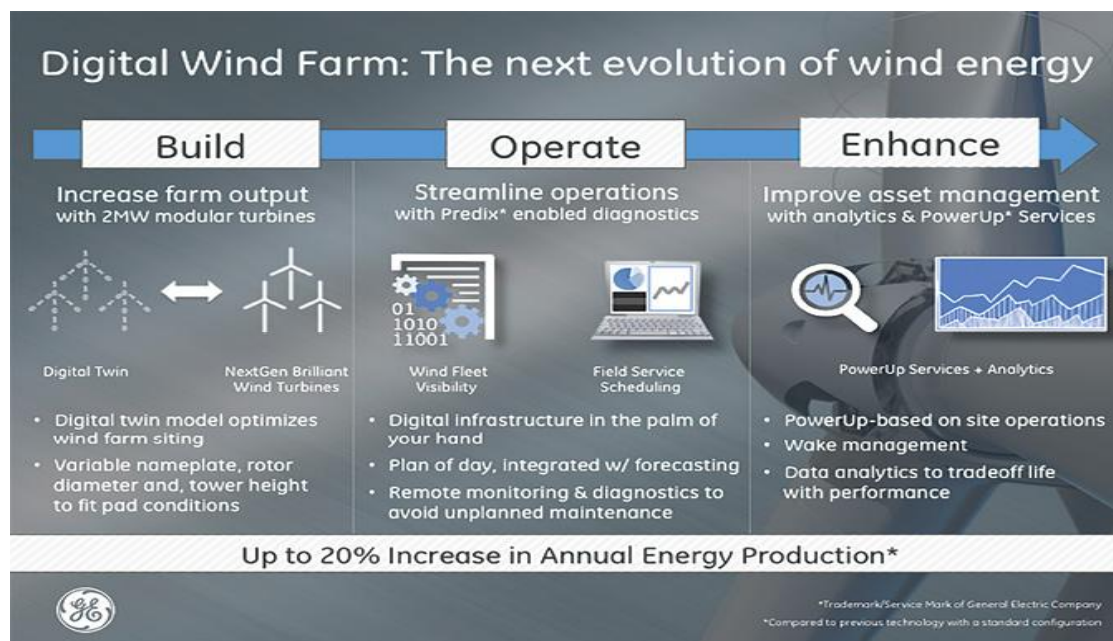 Digital Wind Farm: The next evolution of wind energy
Build
Operate
Enhance
Increase farm output
with 2MW modular turbines
Streamline operations
with Predix* enabled diagnostics
Improve asset management
with analytics & PowerUp* Services
01
1010
11001
Digital Twin
NextGen Brilliant
Wind Turbines
Wind Fleet
Visibility
Field Service
Scheduling
PowerUp Services + Analytics
• Digital twin model optimizes
wind farm siting
• Variable nameplate, rotor
diameter and, tower height
to fit pad conditions
• Digital infrastructure in the palm of
your hand
• Plan of day, integrated w/ forecasting
• Remote monitoring & diagnostics to
avoid unplanned maintenance
• PowerUp-based on site operations
• Wake management
• Data analytics to tradeoff life
with performance
Up to 20% Increase in Annual Energy Production*
GE
*Trademark/Service Mark of General Electric Company
*Compared to previous technology with a standard configuration